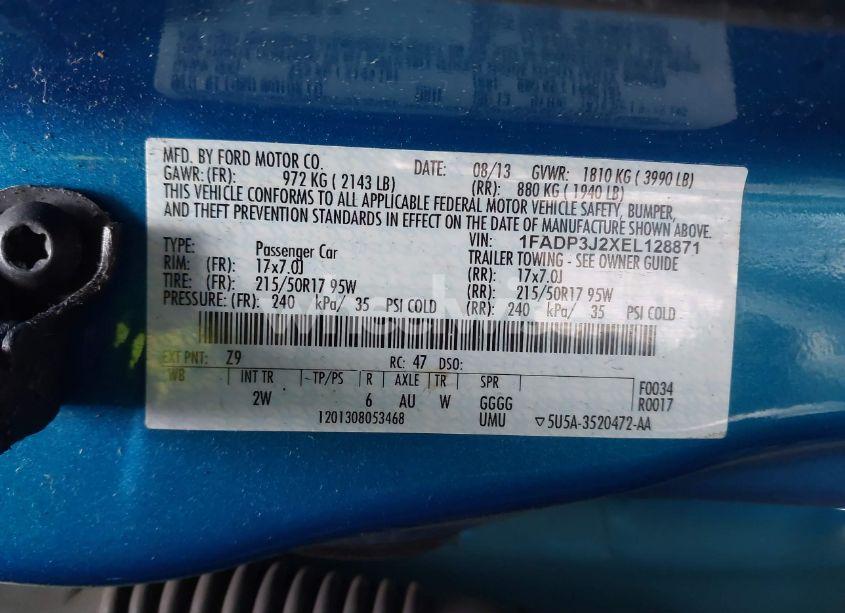 MFD. BY FORD MOTOR CO. DATE: 08/13 GVWR: 1810 KG ( 3990 LB)
GAWR: (FR): 972 KG ( 2143 LB) (RR): 880 KG ( 1940 LB)
THIS VEHICLE CONFORMS TO ALL APPLICABLE FEDERAL MOTOR VEHICLE SAFETY, BUMPER,
AND THEFT PREVENTION STANDARDS IN EFFECT ON THE DATE OF MANUFACTURE SHOWN ABOVE.
VIN: 1FADP3J2XEL128871
TYPE: Passenger Car TRAILER TOWING - SEE OWNER GUIDE
RIM: (FR): 17x7.0J (RR): 17x7.0J
TIRE: (FR): 215/50R17 95W (RR): 215/50R17 95W
PRESSURE: (FR): 240 kPa/ 35 PSI COLD (RR): 240 kPa/ 35 PSI COLD
EXT PNT: Z9 RC: 47 DSO:
WB INT TR TP/PS R AXLE TR SPR F0034
2W 6 AU W GGGG R0017
1201308053468 UMU ▽5U5A-3520472-AA